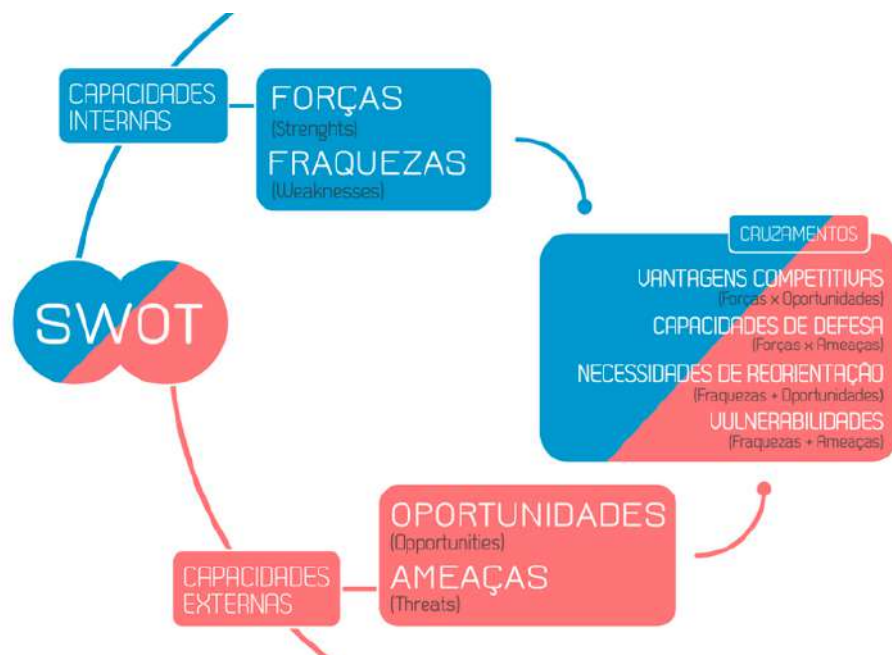 CAPACIDADES
INTERNAS
FORÇAS
(Strenghts)
FRAQUEZAS
(Weaknesses)
SWOT
CRUZAMENTOS
VANTAGENS COMPETITIVAS
(Forças x Oportunidades)
CAPACIDADES DE DEFESA
(Forças x Ameaças)
NECESSIDADES DE REORIENTAÇÃO
(Fraquezas + Oportunidades)
VULNERABILIDADES
(Fraquezas + Ameaças)
OPORTUNIDADES
(Opportunities)
AMEAÇAS
(Threats)
CAPACIDADES
EXTERNAS